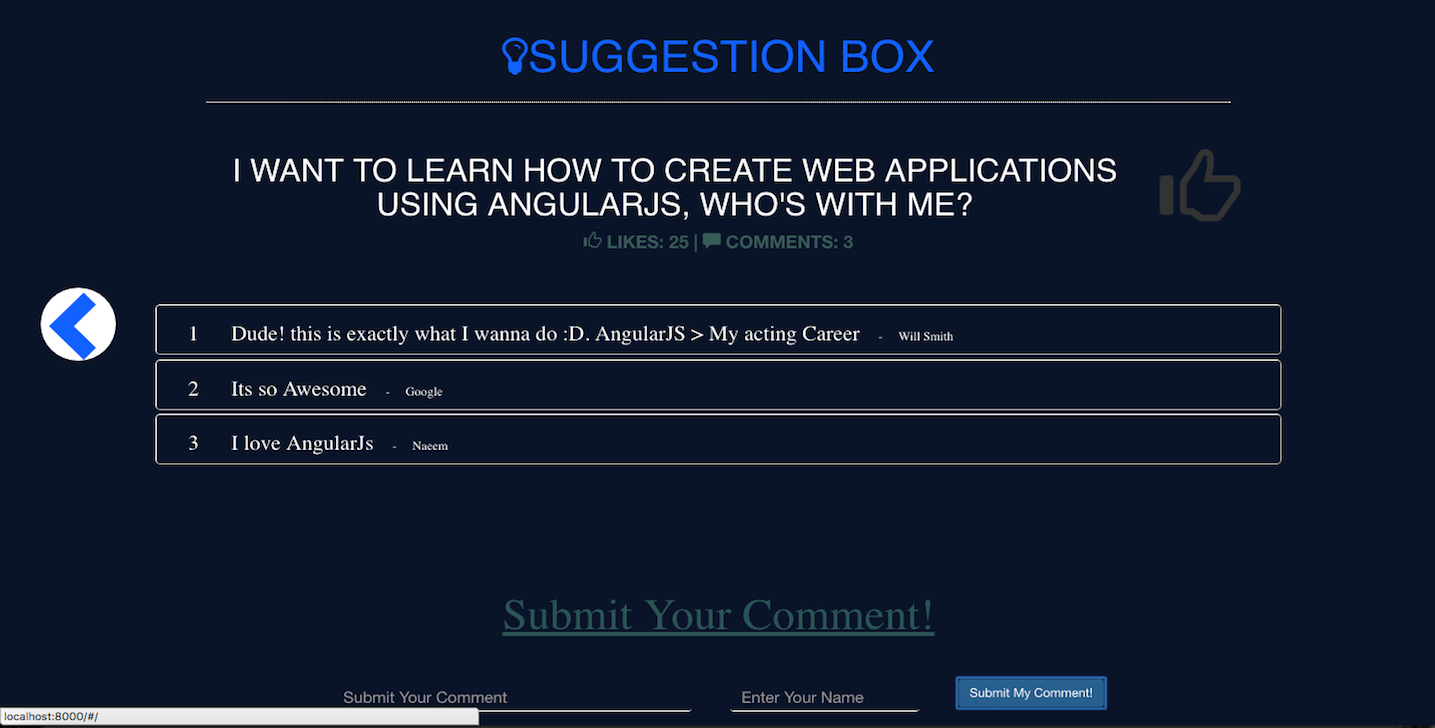 SUGGESTION BOX
I WANT TO LEARN HOW TO CREATE WEB APPLICATIONS
USING ANGULARJS, WHO'S WITH ME?
LIKES: 25 | COMMENTS: 3
1 Dude! this is exactly what I wanna do :D. AngularJS > My acting Career - Will Smith
2 Its so Awesome - Google
3 I love AngularJs - Naeem
Submit Your Comment!
Submit Your Comment Enter Your Name Submit My Comment!
localhost:8000/#/